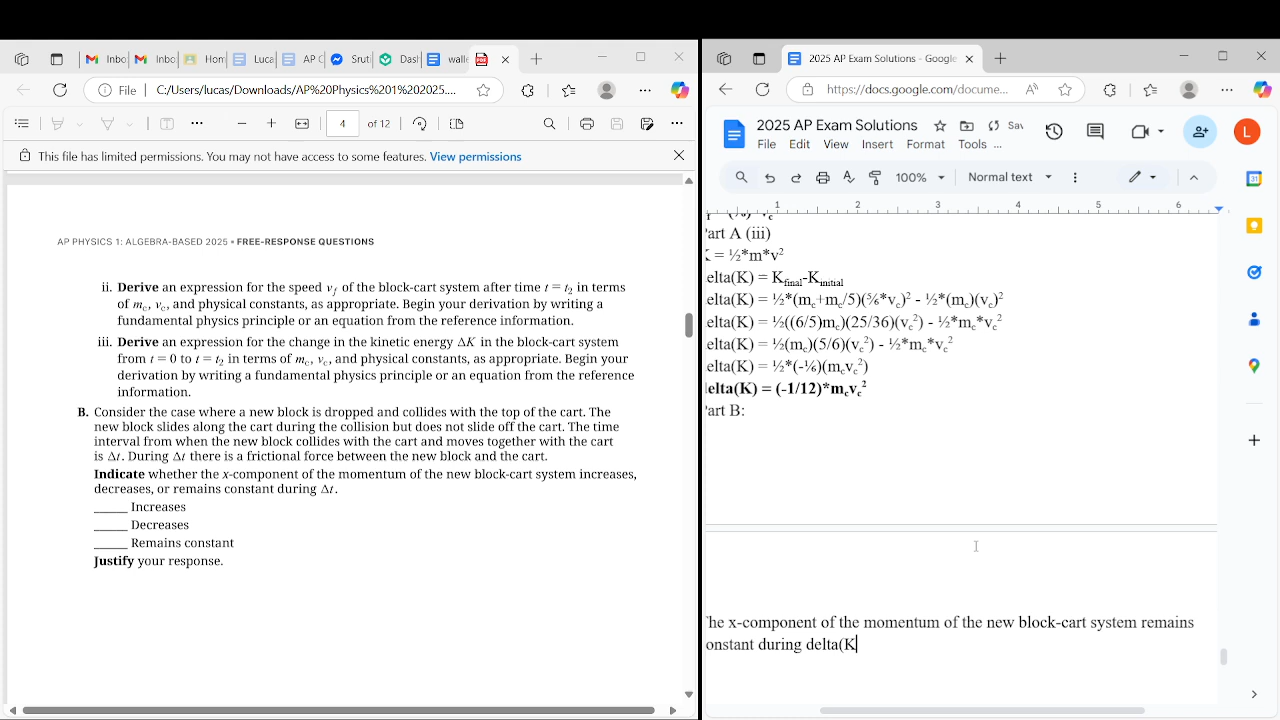 Inbo
Inbo
Hon
Luca
AP C
Srut
Dash
walle
File
C:/Users/lucas/Downloads/AP%20Physics%201%202025....
4
of 12
This file has limited permissions. You may not have access to some features. View permissions
AP PHYSICS 1: ALGEBRA-BASED 2025 ▪ FREE-RESPONSE QUESTIONS
ii. Derive an expression for the speed v_f of the block-cart system after time t = t₂ in terms
of m_c, v_c, and physical constants, as appropriate. Begin your derivation by writing a
fundamental physics principle or an equation from the reference information.
iii. Derive an expression for the change in the kinetic energy ΔK in the block-cart system
from t = 0 to t = t₂ in terms of m_c, v_c, and physical constants, as appropriate. Begin your
derivation by writing a fundamental physics principle or an equation from the reference
information.
B. Consider the case where a new block is dropped and collides with the top of the cart. The
new block slides along the cart during the collision but does not slide off the cart. The time
interval from when the new block collides with the cart and moves together with the cart
is Δt. During Δt there is a frictional force between the new block and the cart.
Indicate whether the x-component of the momentum of the new block-cart system increases,
decreases, or remains constant during Δt.
_____ Increases
_____ Decreases
_____ Remains constant
Justify your response.
2025 AP Exam Solutions - Google
https://docs.google.com/docume...
2025 AP Exam Solutions
Sav
L
File Edit View Insert Format Tools ...
100%
Normal text
1 2 3 4 5 6
art A (iii)
= ½*m*v²
elta(K) = K_final-K_initial
elta(K) = ½*(m_c+m_c/5)(⅚*v_c)² - ½*(m_c)(v_c)²
elta(K) = ½((6/5)m_c)(25/36)(v_c²) - ½*m_c*v_c²
elta(K) = ½(m_c)(5/6)(v_c²) - ½*m_c*v_c²
elta(K) = ½*(-⅙)(m_cv_c²)
elta(K) = (-1/12)*m_cv_c²
art B:
he x-component of the momentum of the new block-cart system remains
onstant during delta(K